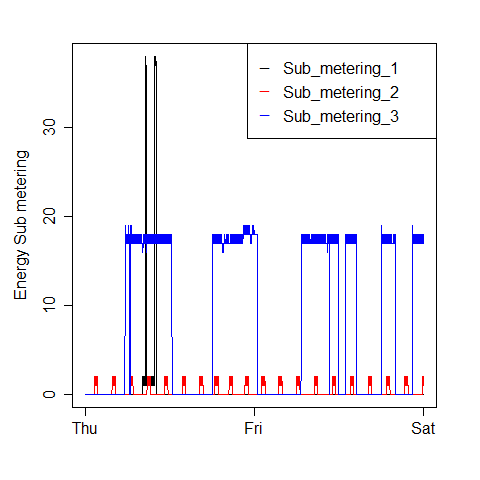 Sub_metering_1
Sub_metering_2
Sub_metering_3
Energy Sub metering
30
20
10
0
Thu Fri Sat